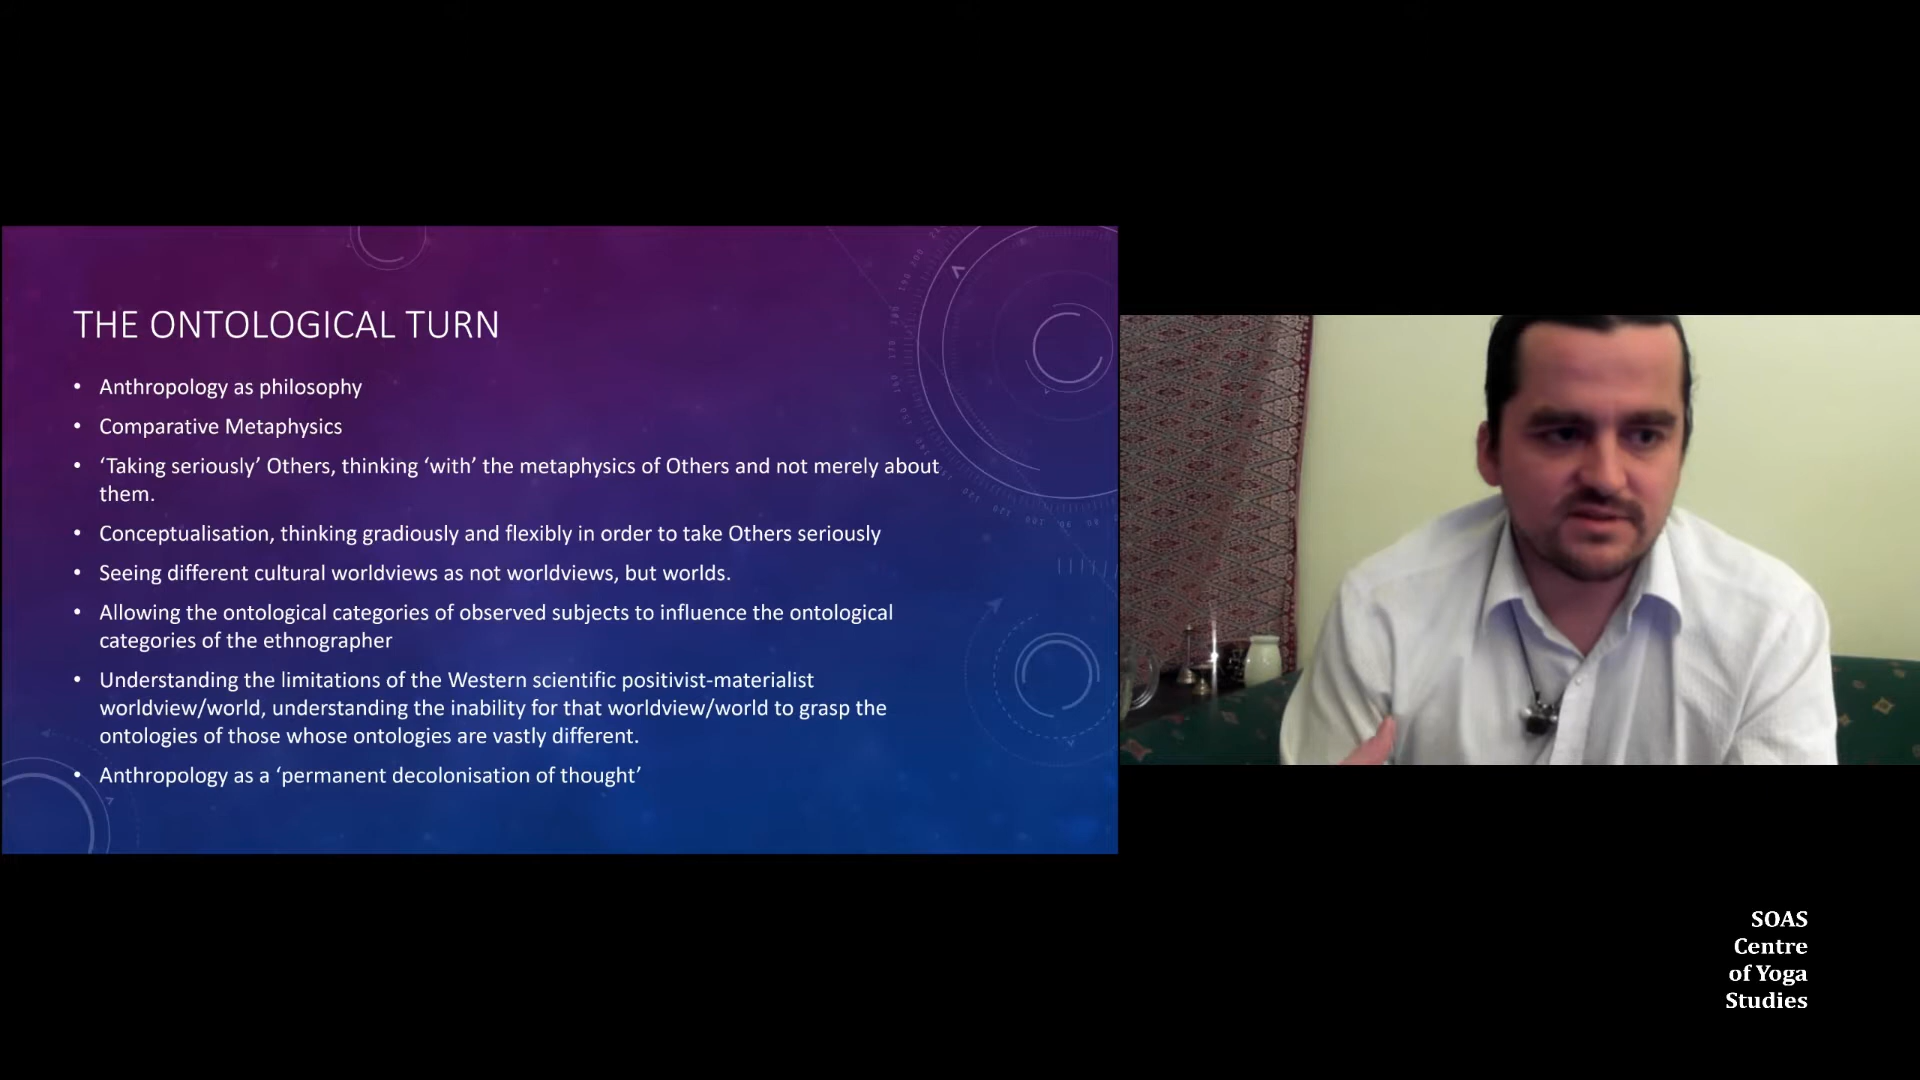 THE ONTOLOGICAL TURN
• Anthropology as philosophy
• Comparative Metaphysics
• ‘Taking seriously’ Others, thinking ‘with’ the metaphysics of Others and not merely about
them.
• Conceptualisation, thinking gradiously and flexibly in order to take Others seriously
• Seeing different cultural worldviews as not worldviews, but worlds.
• Allowing the ontological categories of observed subjects to influence the ontological
categories of the ethnographer
• Understanding the limitations of the Western scientific positivist-materialist
worldview/world, understanding the inability for that worldview/world to grasp the
ontologies of those whose ontologies are vastly different.
• Anthropology as a ‘permanent decolonisation of thought’
SOAS
Centre
of Yoga
Studies